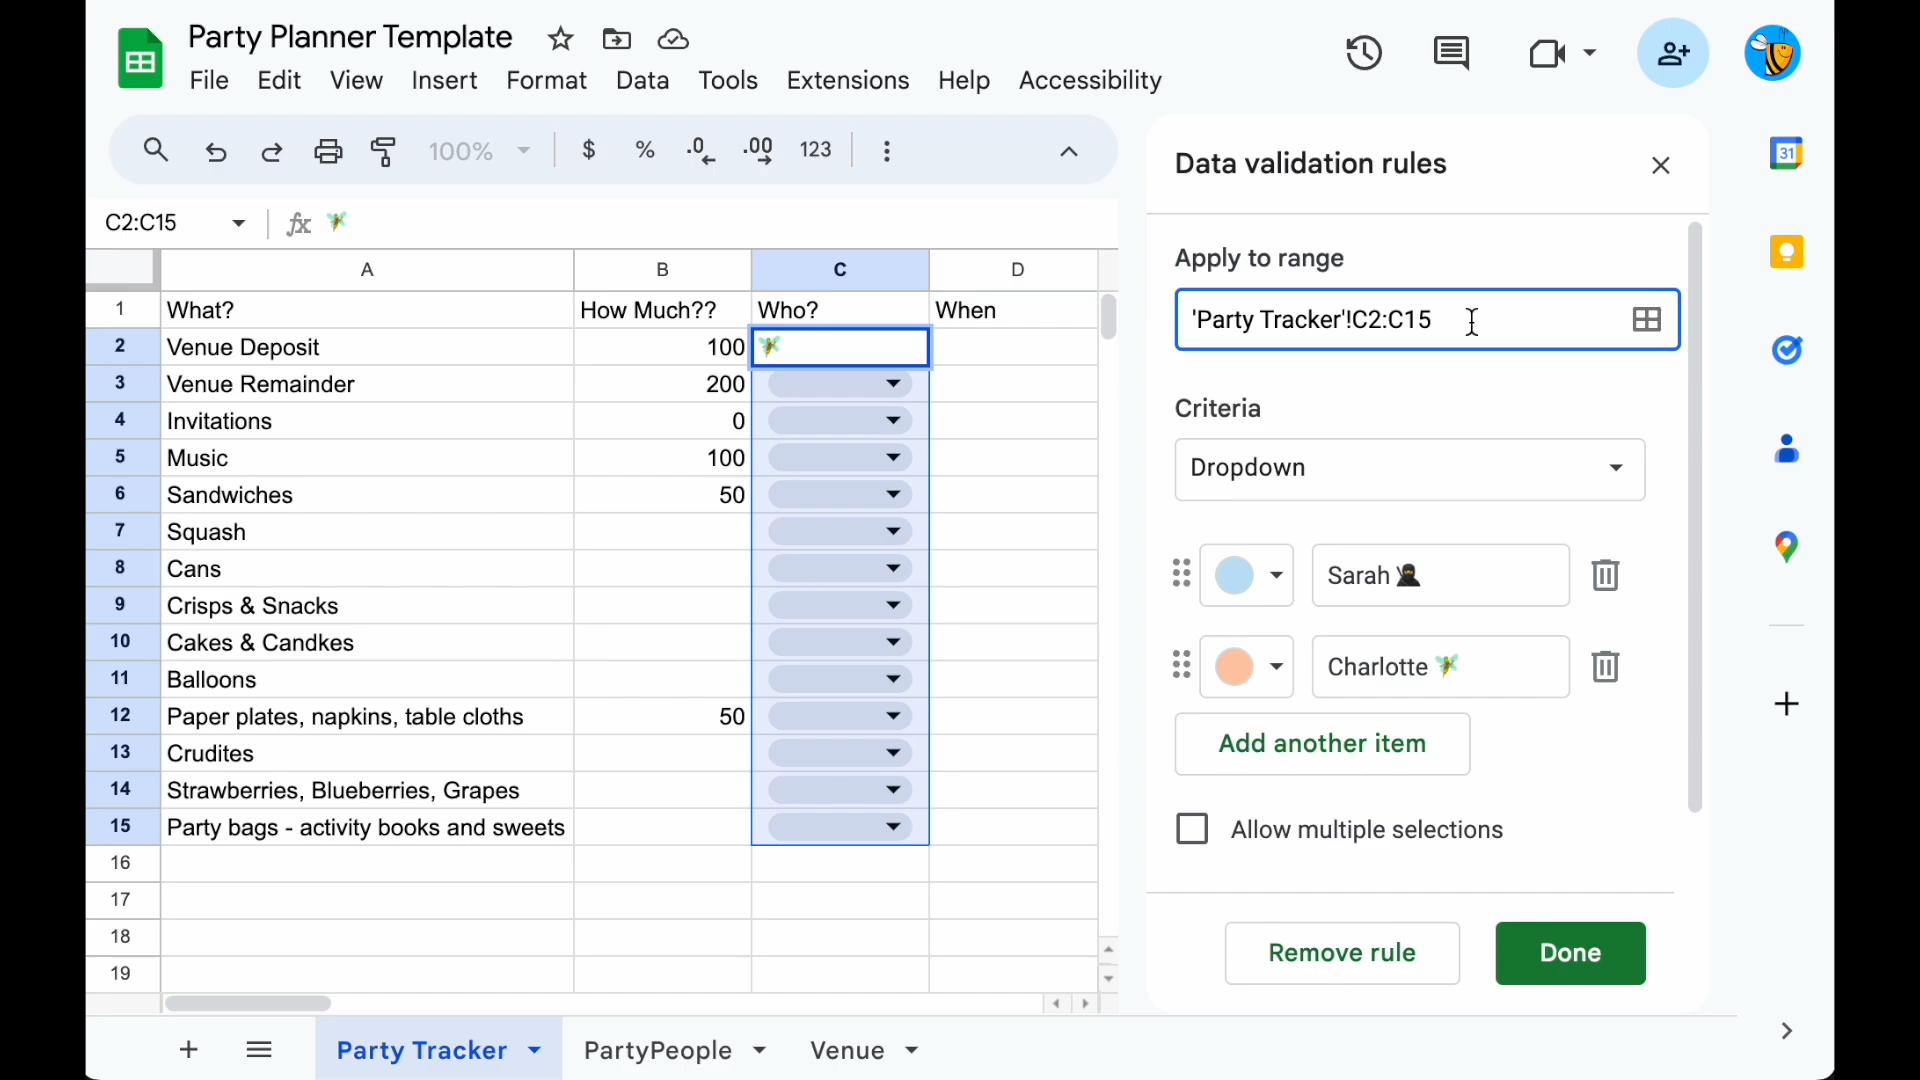 Party Planner Template
File Edit View Insert Format Data Tools Extensions Help Accessibility
100% $ % .0 .00 123
C2:C15 fx 🧚
A B C D
1 What? How Much?? Who? When
2 Venue Deposit 100 🧚
3 Venue Remainder 200
4 Invitations 0
5 Music 100
6 Sandwiches 50
7 Squash
8 Cans
9 Crisps & Snacks
10 Cakes & Candkes
11 Balloons
12 Paper plates, napkins, table cloths 50
13 Crudites
14 Strawberries, Blueberries, Grapes
15 Party bags - activity books and sweets
16
17
18
19
Party Tracker PartyPeople Venue
Data validation rules
Apply to range
'Party Tracker'!C2:C15
Criteria
Dropdown
Sarah 🥷
Charlotte 🧚
Add another item
Allow multiple selections
Remove rule Done
31